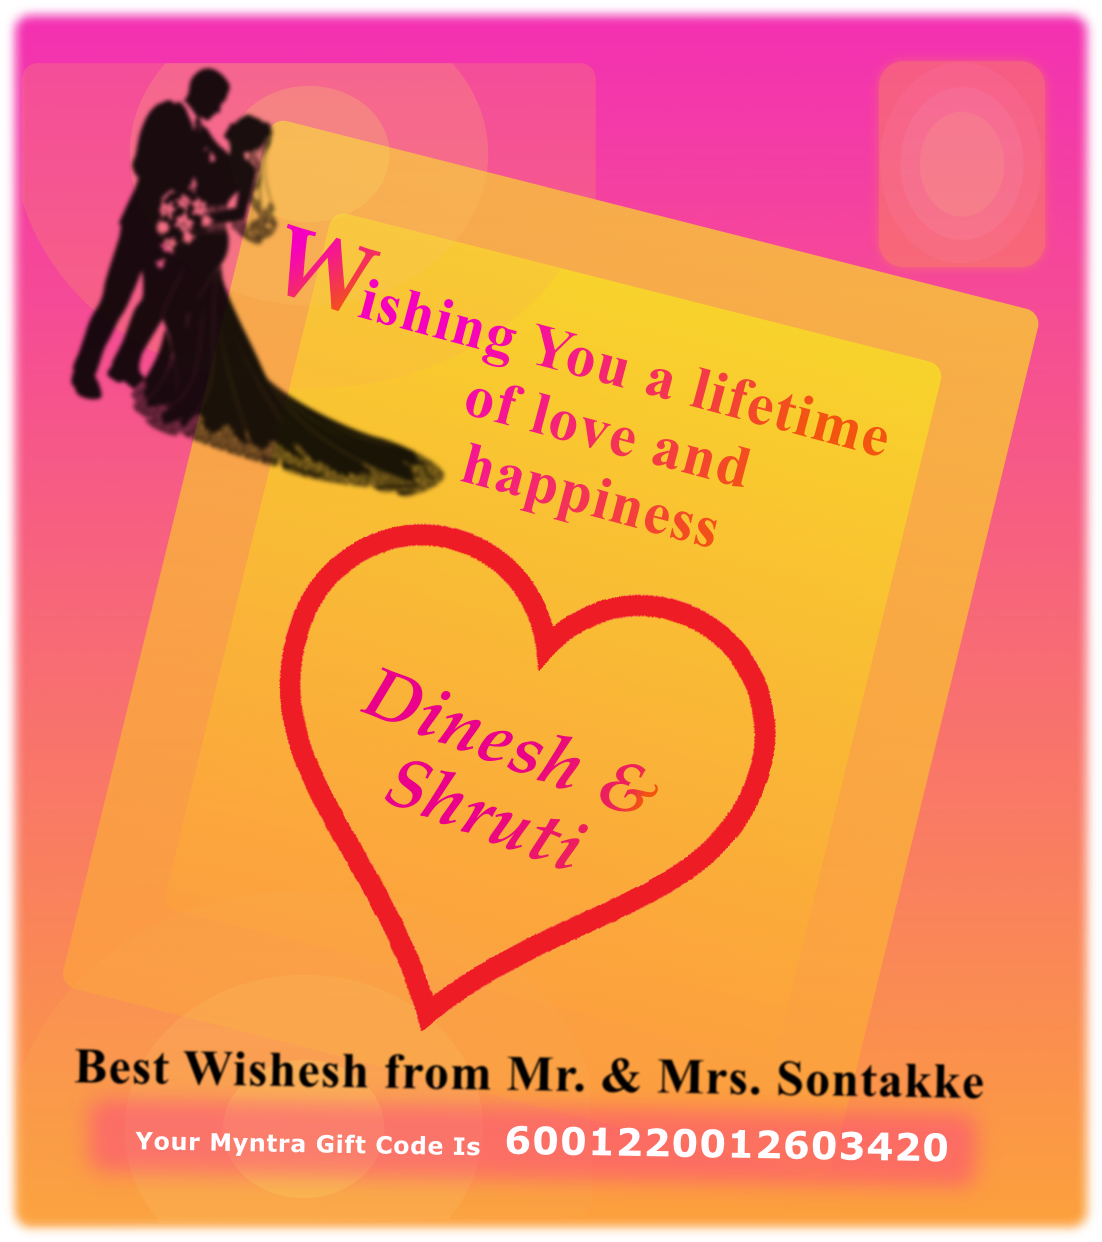 Wishing You a lifetime
of love and
happiness
Dinesh &
Shruti
Best Wishesh from Mr. & Mrs. Sontakke
Your Myntra Gift Code Is 6001220012603420